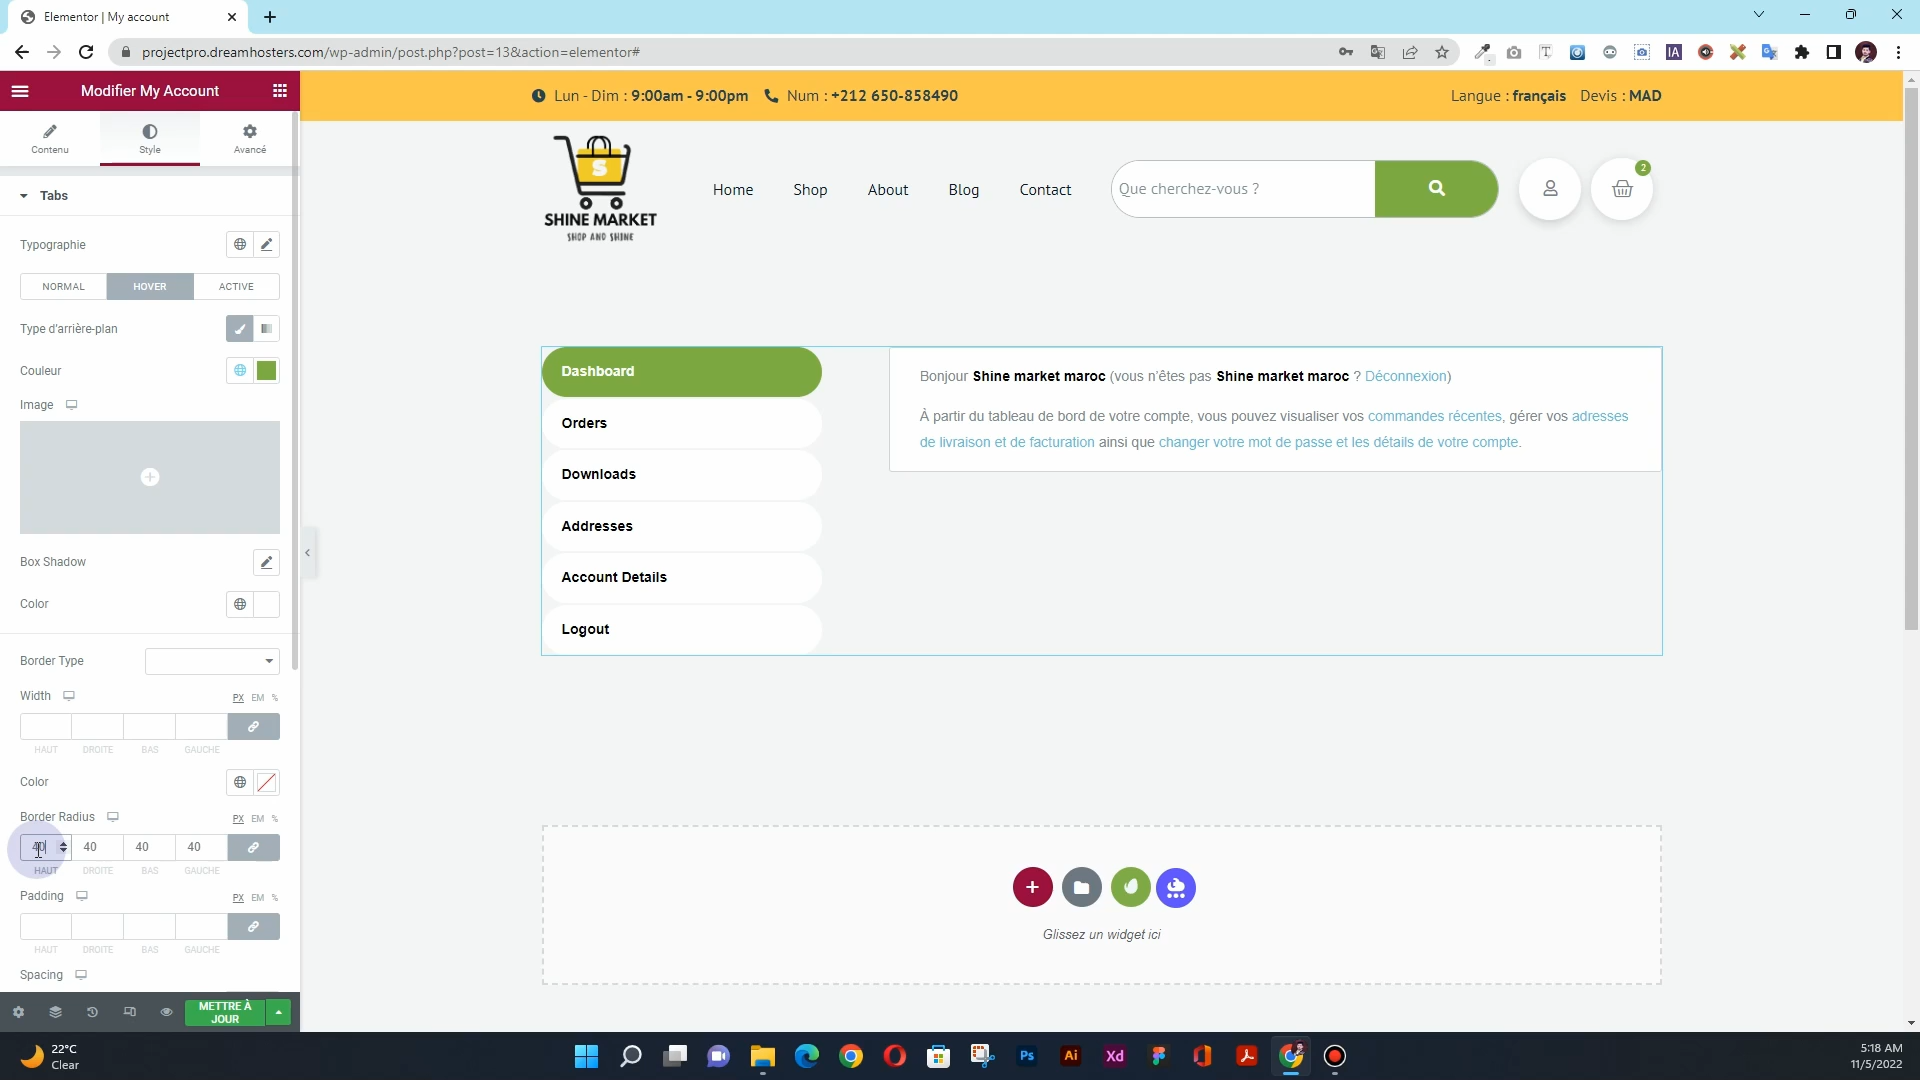 Elementor | My account
projectpro.dreamhosters.com/wp-admin/post.php?post=13&action=elementor#
Modifier My Account
Contenu
Style
Avancé
Tabs
Typographie
NORMAL
HOVER
ACTIVE
Type d'arrière-plan
Couleur
Image
Box Shadow
Color
Border Type
Width
PX EM %
HAUT DROITE BAS GAUCHE
Color
Border Radius
PX EM %
40 40 40 40
HAUT DROITE BAS GAUCHE
Padding
PX EM %
HAUT DROITE BAS GAUCHE
Spacing
METTRE À
JOUR
Lun - Dim : 9:00am - 9:00pm
Num : +212 650-858490
Langue : français
Devis : MAD
S
SHINE MARKET
SHOP AND SHINE
Home
Shop
About
Blog
Contact
Que cherchez-vous ?
2
Dashboard
Orders
Downloads
Addresses
Account Details
Logout
Bonjour Shine market maroc (vous n'êtes pas Shine market maroc ? Déconnexion)
À partir du tableau de bord de votre compte, vous pouvez visualiser vos commandes récentes, gérer vos adresses
de livraison et de facturation ainsi que changer votre mot de passe et les détails de votre compte.
Glissez un widget ici
22°C
Clear
Ps
Ai
Xd
5:18 AM
11/5/2022
IA